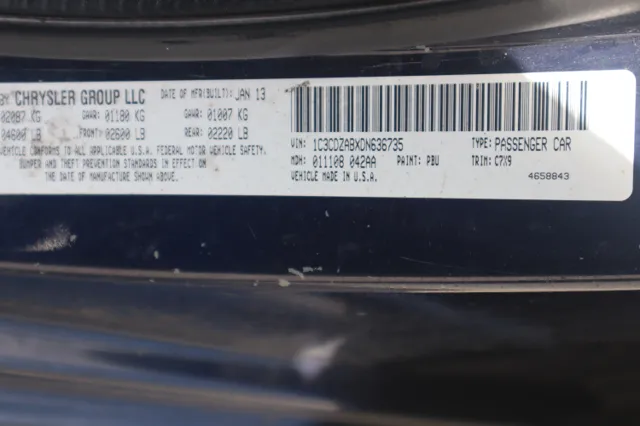 BY CHRYSLER GROUP LLC DATE OF MFR(BUILT): JAN 13
02087 KG GAWR: 01180 KG GAWR: 01007 KG
04600 LB FRONT: 02600 LB REAR: 02220 LB
VEHICLE CONFORMS TO ALL APPLICABLE U.S.A. FEDERAL MOTOR VEHICLE SAFETY,
BUMPER AND THEFT PREVENTION STANDARDS IN EFFECT ON
THE DATE OF MANUFACTURE SHOWN ABOVE.
VIN: 1C3CDZABXDN636735 TYPE: PASSENGER CAR
MDH: 011108 042AA PAINT: PBU TRIM: C7X9
VEHICLE MADE IN U.S.A. 4658843